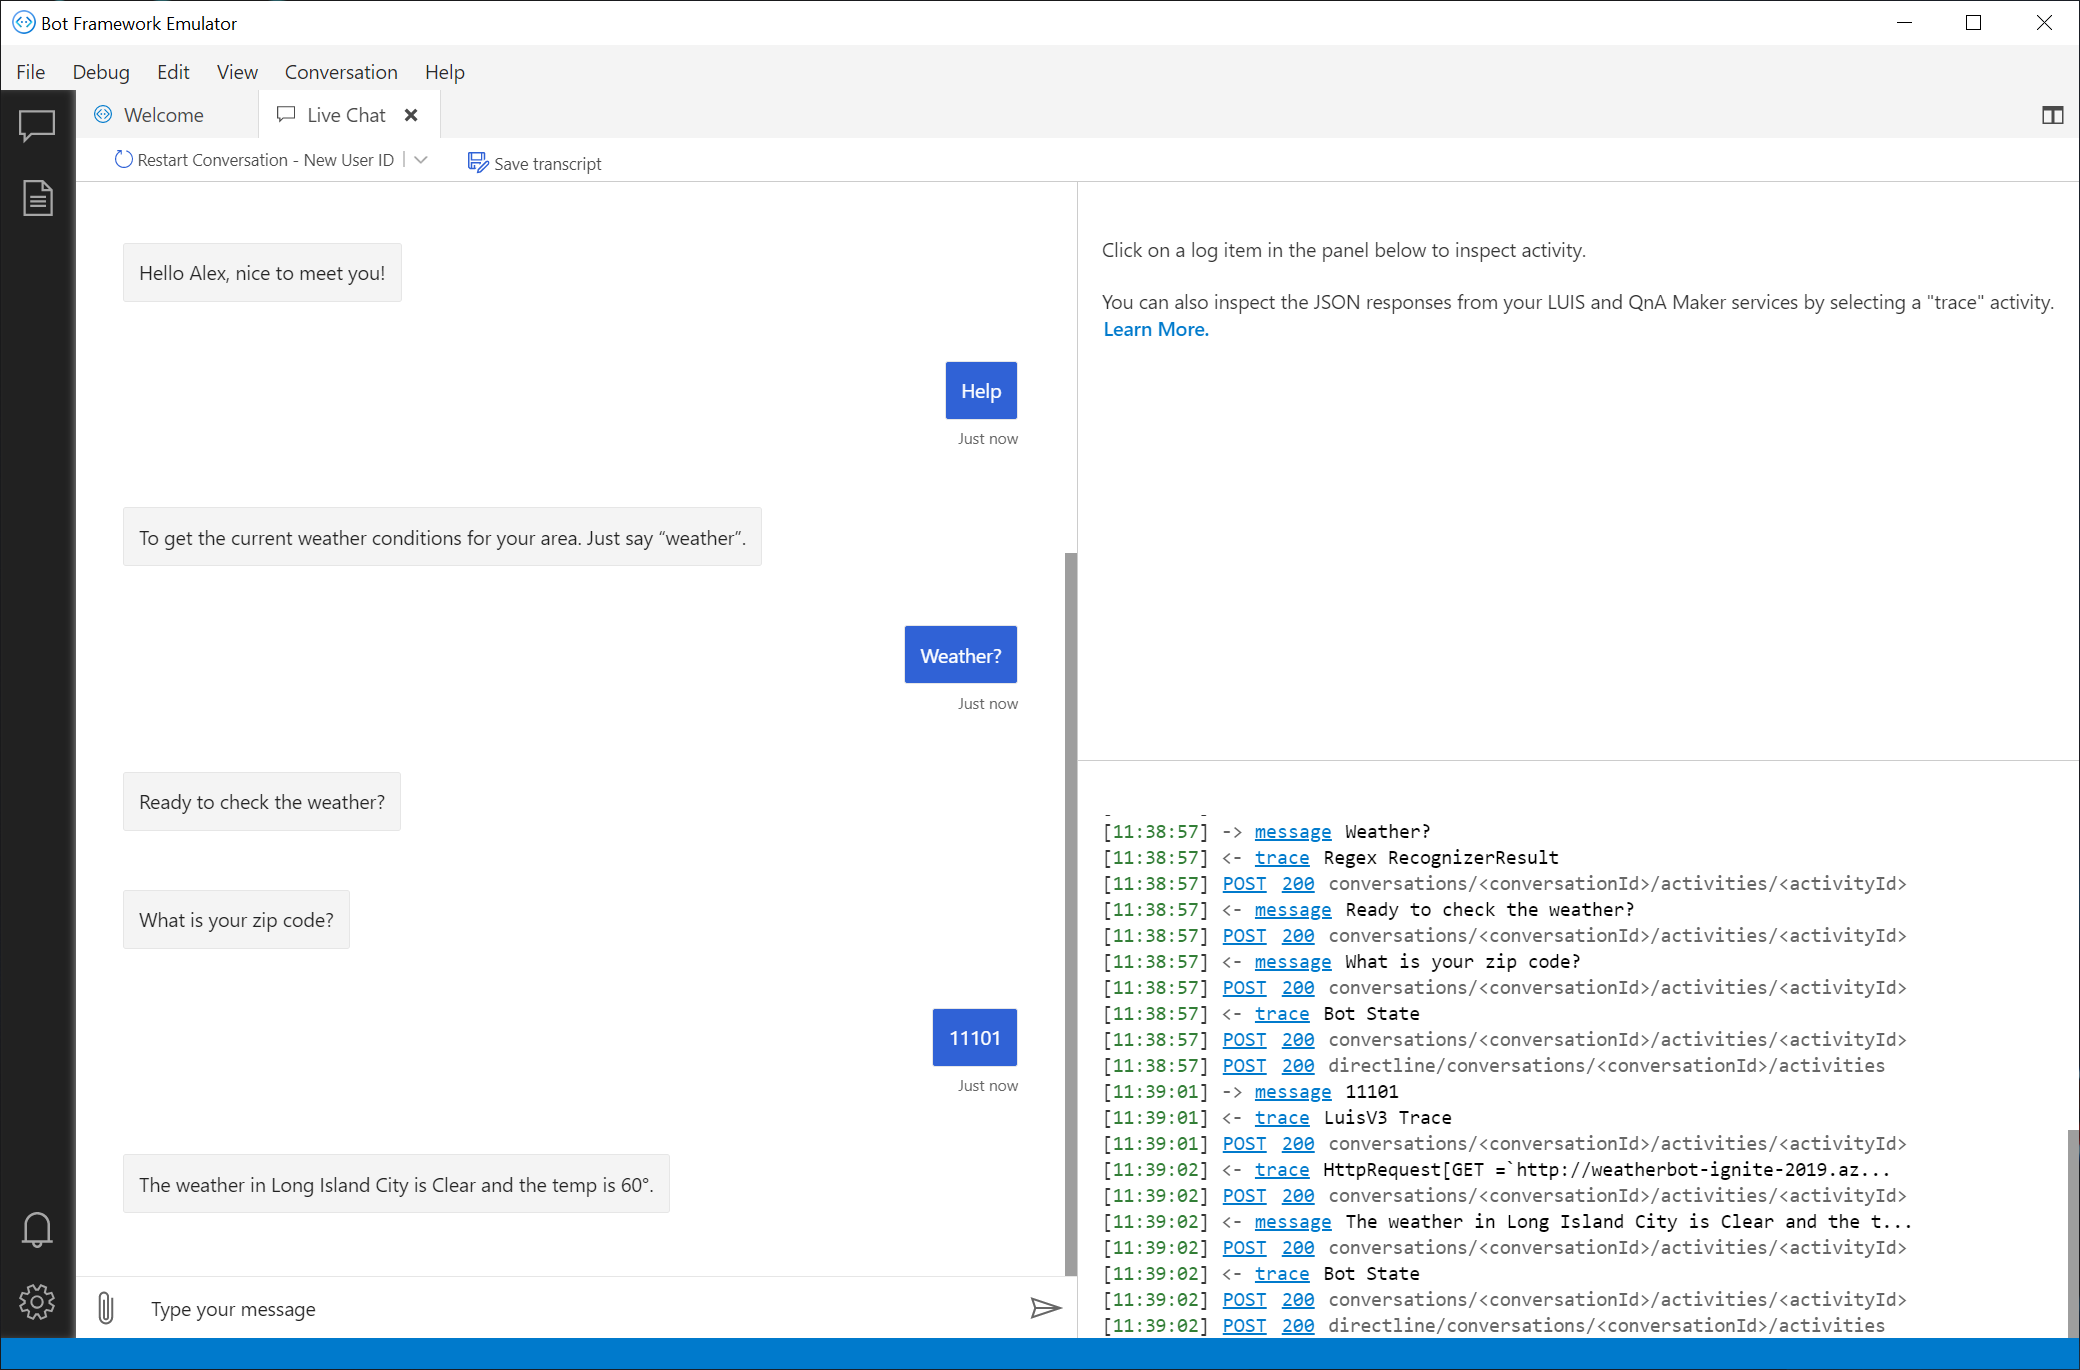 Bot Framework Emulator
File Debug Edit View Conversation Help
Welcome Live Chat
Restart Conversation - New User ID Save transcript
Hello Alex, nice to meet you!
Help
Just now
To get the current weather conditions for your area. Just say “weather”.
Weather?
Just now
Ready to check the weather?
What is your zip code?
11101
Just now
The weather in Long Island City is Clear and the temp is 60°.
Type your message
Click on a log item in the panel below to inspect activity.
You can also inspect the JSON responses from your LUIS and QnA Maker services by selecting a "trace" activity.
Learn More.
[11:38:57] -> message Weather?
[11:38:57] <- trace Regex RecognizerResult
[11:38:57] POST 200 conversations/<conversationId>/activities/<activityId>
[11:38:57] <- message Ready to check the weather?
[11:38:57] POST 200 conversations/<conversationId>/activities/<activityId>
[11:38:57] <- message What is your zip code?
[11:38:57] POST 200 conversations/<conversationId>/activities/<activityId>
[11:38:57] <- trace Bot State
[11:38:57] POST 200 conversations/<conversationId>/activities/<activityId>
[11:38:57] POST 200 directline/conversations/<conversationId>/activities
[11:39:01] -> message 11101
[11:39:01] <- trace LuisV3 Trace
[11:39:01] POST 200 conversations/<conversationId>/activities/<activityId>
[11:39:02] <- trace HttpRequest[GET =`http://weatherbot-ignite-2019.az...
[11:39:02] POST 200 conversations/<conversationId>/activities/<activityId>
[11:39:02] <- message The weather in Long Island City is Clear and the t...
[11:39:02] POST 200 conversations/<conversationId>/activities/<activityId>
[11:39:02] <- trace Bot State
[11:39:02] POST 200 conversations/<conversationId>/activities/<activityId>
[11:39:02] POST 200 directline/conversations/<conversationId>/activities